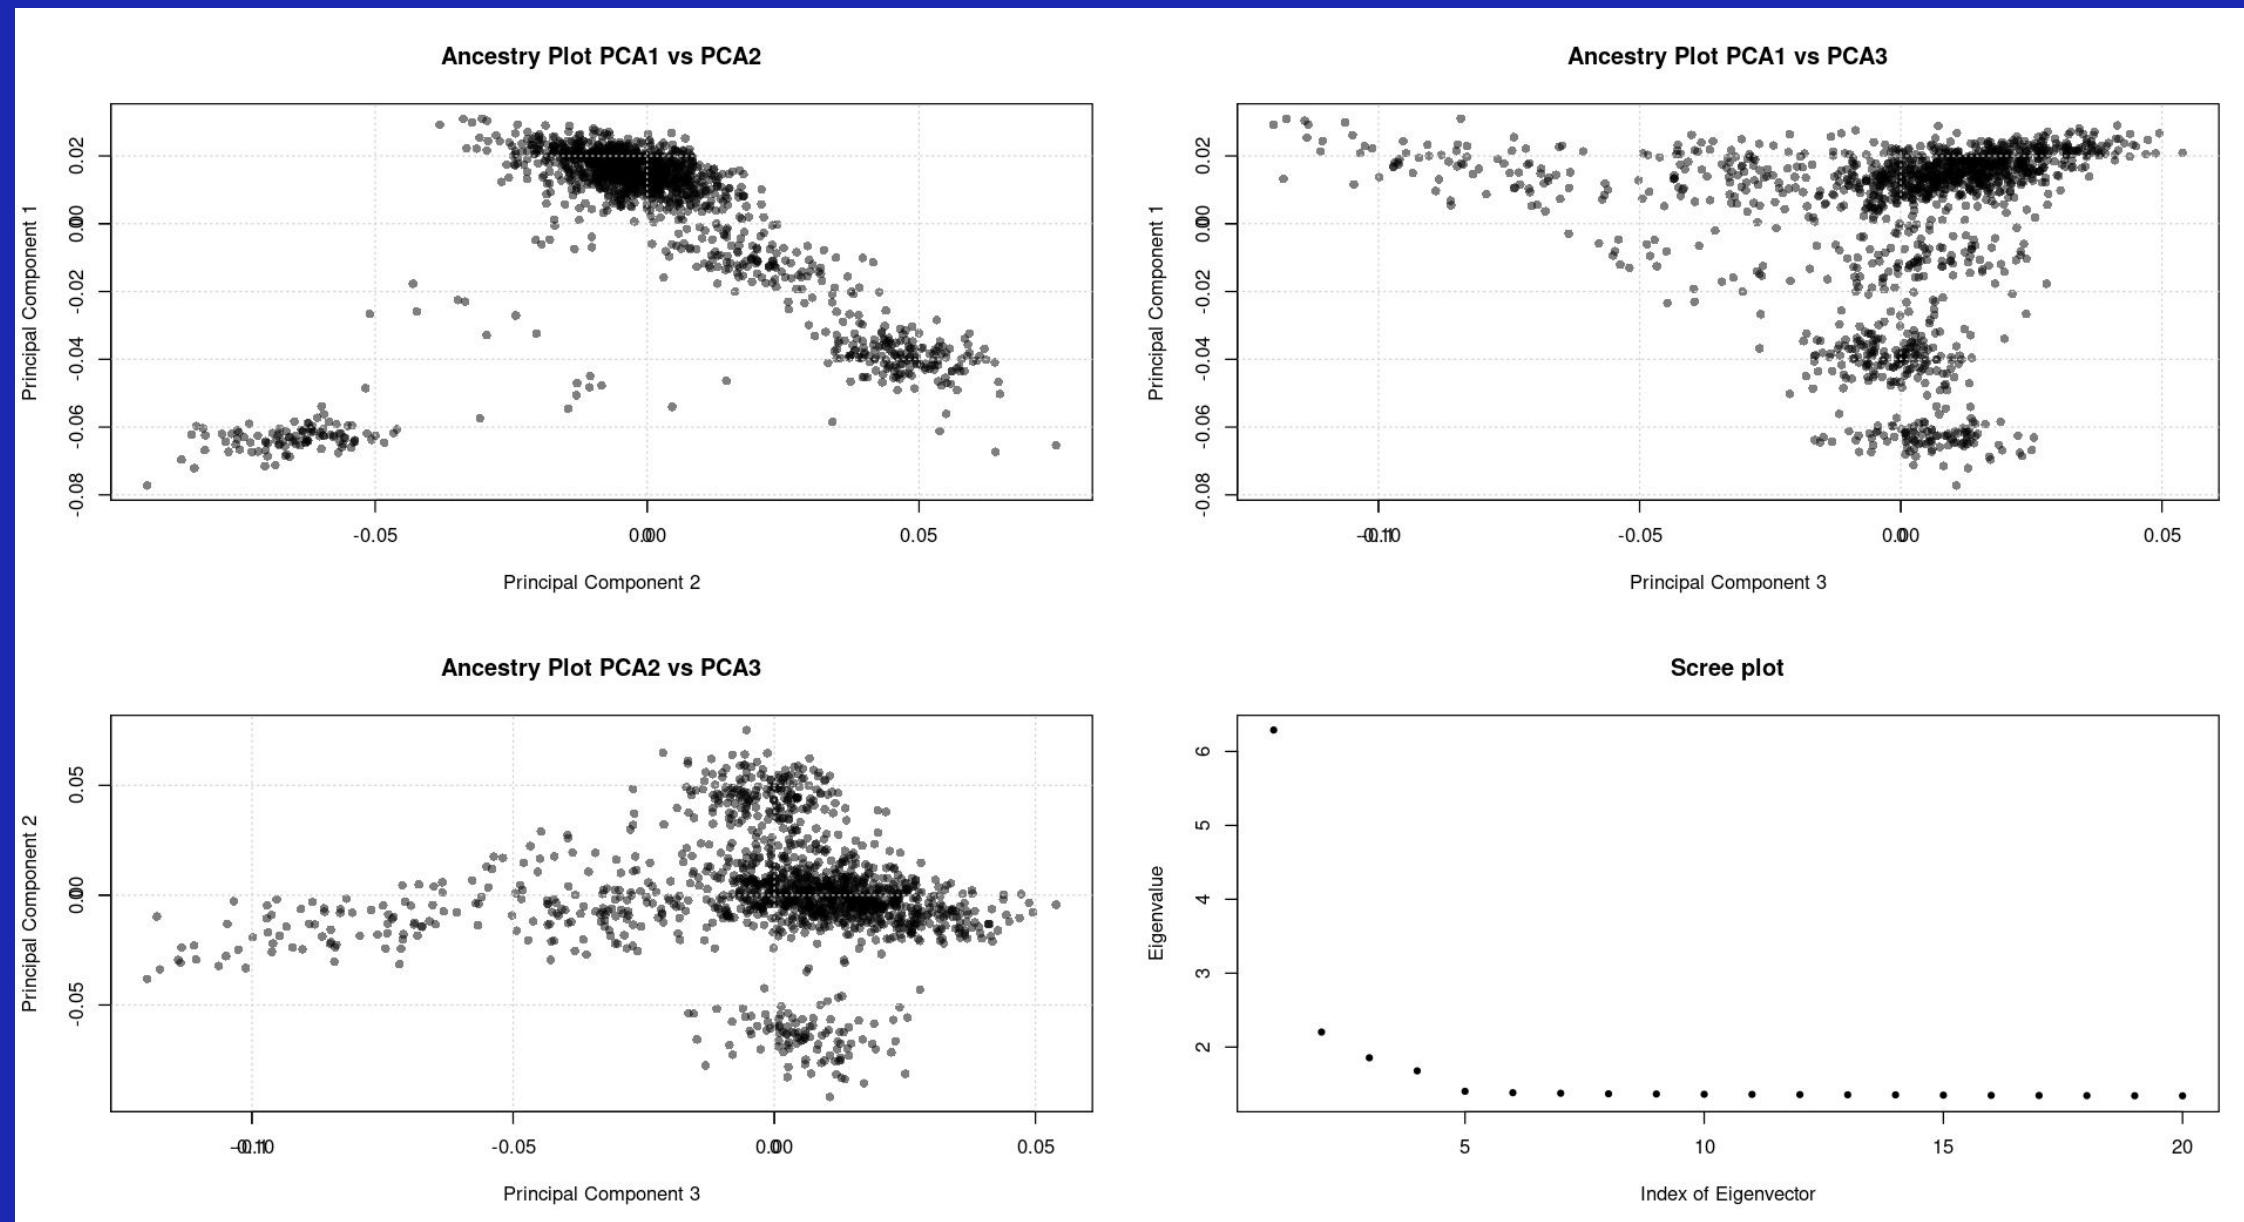 Ancestry Plot PCA1 vs PCA2
Principal Component 1
0.02
0.00
-0.02
-0.04
-0.06
-0.08
-0.05
0.00
0.05
Principal Component 2
Ancestry Plot PCA1 vs PCA3
Principal Component 1
0.02
0.00
-0.02
-0.04
-0.06
-0.08
-0.10
-0.05
0.00
0.05
Principal Component 3
Ancestry Plot PCA2 vs PCA3
Principal Component 2
0.05
0.00
-0.05
-0.10
-0.05
0.00
0.05
Principal Component 3
Scree plot
Eigenvalue
6
5
4
3
2
5
10
15
20
Index of Eigenvector